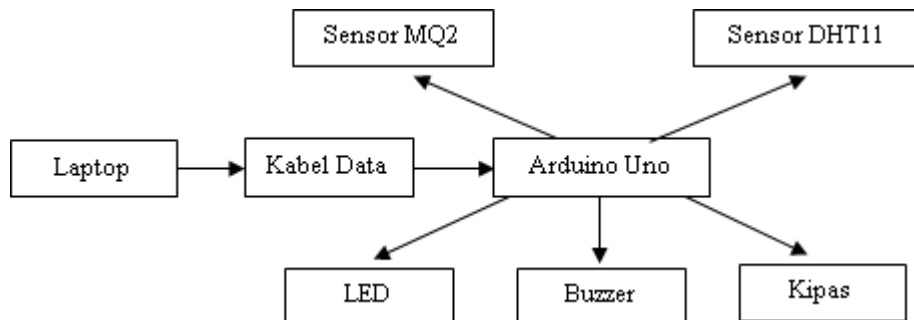 Sensor MQ2
Sensor DHT11
Laptop
Kabel Data
Arduino Uno
LED
Buzzer
Kipas